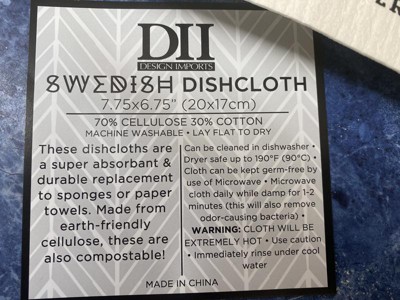 DII
DESIGN IMPORTS
SWEDISH DISHCLOTH
7.75x6.75" (20x17cm)
70% CELLULOSE 30% COTTON
MACHINE WASHABLE • LAY FLAT TO DRY
These dishcloths are
a super absorbent &
durable replacement
to sponges or paper
towels. Made from
earth-friendly
cellulose, these are
also compostable!
Can be cleaned in dishwasher •
Dryer safe up to 190°F (90°C) •
Cloth can be kept germ-free by
use of Microwave • Microwave
cloth daily while damp for 1-2
minutes (this will also remove
odor-causing bacteria) •
WARNING: CLOTH WILL BE
EXTREMELY HOT • Use caution
• Immediately rinse under cool
water
MADE IN CHINA